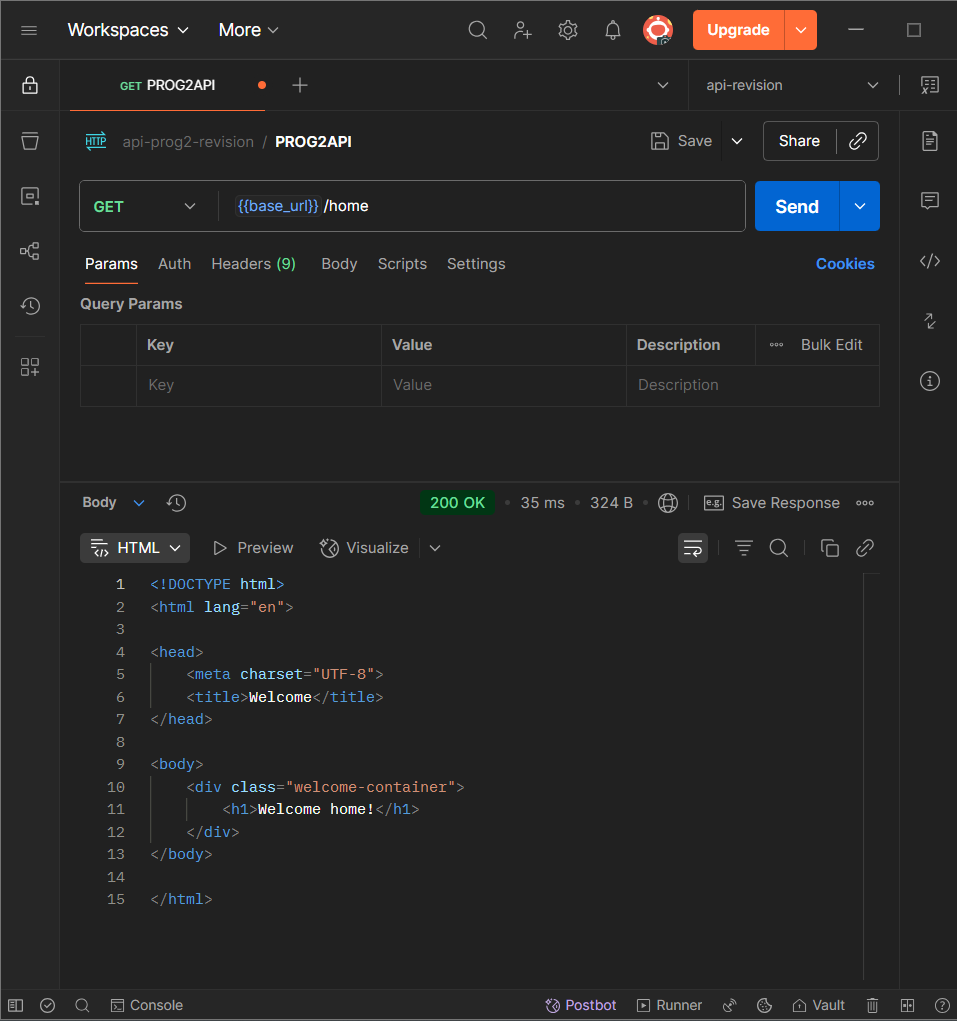 Workspaces More Upgrade
GET PROG2API api-revision
HTTP api-prog2-revision / PROG2API Save Share
GET {{base_url}} /home Send
Params Auth Headers (9) Body Scripts Settings Cookies
Query Params
Key Value Description Bulk Edit
Key Value Description
Body 200 OK 35 ms 324 B e.g. Save Response
HTML Preview Visualize
1 <!DOCTYPE html>
2 <html lang="en">
3
4 <head>
5 <meta charset="UTF-8">
6 <title>Welcome</title>
7 </head>
8
9 <body>
10 <div class="welcome-container">
11 <h1>Welcome home!</h1>
12 </div>
13 </body>
14
15 </html>
Console Postbot Runner Vault